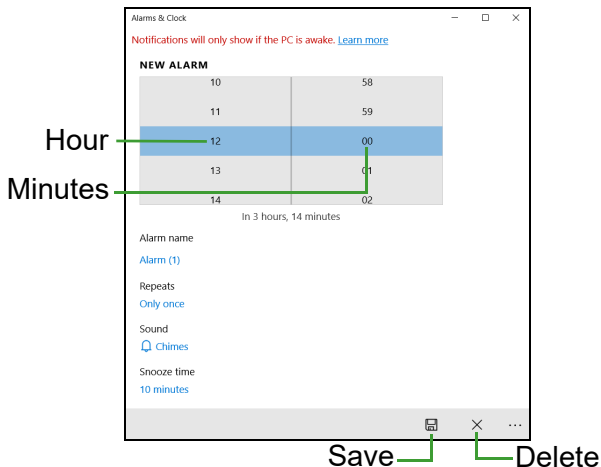 Alarms & Clock
Notifications will only show if the PC is awake. Learn more
NEW ALARM
10 58
11 59
Hour 12 00
13 01
Minutes
14 02
In 3 hours, 14 minutes
Alarm name
Alarm (1)
Repeats
Only once
Sound
Chimes
Snooze time
10 minutes
Save Delete